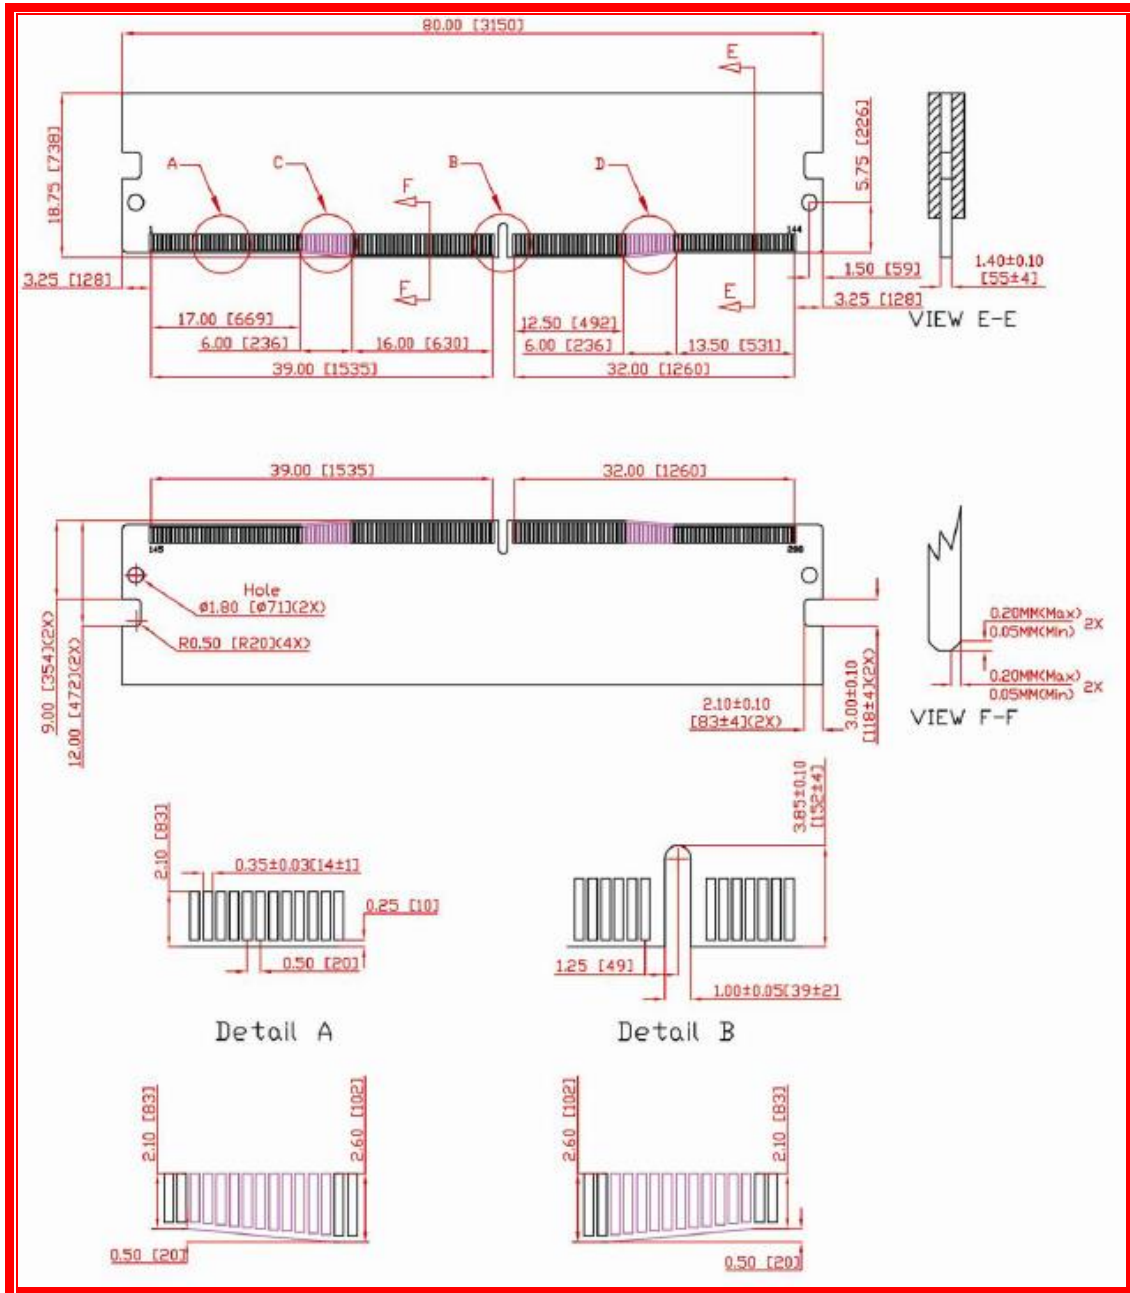 80.00 [3150]
E
18.75 [738]
A
C
F
B
D
5.75 [226]
1
144
3.25 [128]
F
E
1.50 [59]
1.40±0.10
[55±4]
3.25 [128]
17.00 [669]
12.50 [492]
VIEW E-E
6.00 [236]
16.00 [630]
6.00 [236]
13.50 [531]
39.00 [1535]
32.00 [1260]
39.00 [1535]
32.00 [1260]
145
Hole
ø1.80 [ø71](2X)
R0.50 [R20](4X)
9.00 [354](2X)
12.00 [472](2X)
0.20MM(Max)
0.05MM(Min)
2X
0.20MM(Max)
0.05MM(Min)
2X
2.10±0.10
[83±4](2X)
3.00±0.10
[118±4](2X)
VIEW F-F
2.10 [83]
0.35±0.03[14±1]
0.25 [10]
0.50 [20]
Detail A
3.85±0.10
[152±4]
1.25 [49]
1.00±0.05[39±2]
Detail B
2.10 [83]
2.60 [102]
0.50 [20]
2.60 [102]
2.10 [83]
0.50 [20]